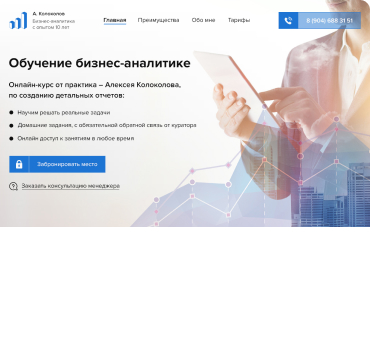 А. Колоколов
Бизнес-аналитика
с опытом 10 лет
Главная
Преимущества
Обо мне
Тарифы
8 (904) 688 31 51
Обучение бизнес-аналитике
Онлайн-курс от практика – Алексея Колоколова,
по созданию детальных отчетов:
Научим решать реальные задачи
Домашние задания, с обязательной обратной связью от куратора
Онлайн доступ к занятиям в любое время
Забронировать место
Заказать консультацию менеджера